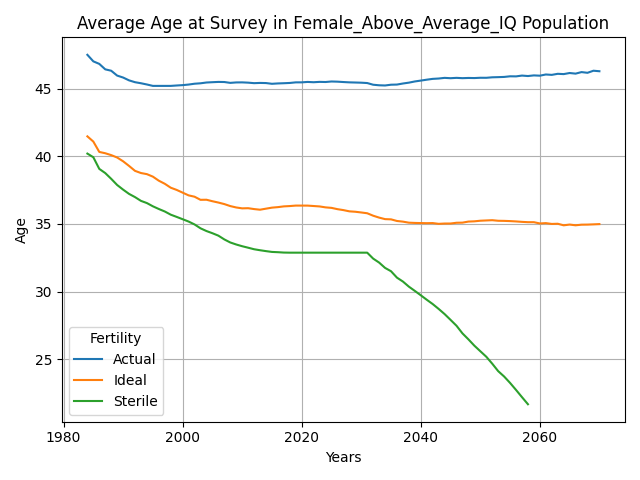 Average Age at Survey in Female_Above_Average_IQ Population
Age
45
40
35
30
25
Fertility
Actual
Ideal
Sterile
1980
2000
2020
2040
2060
Years